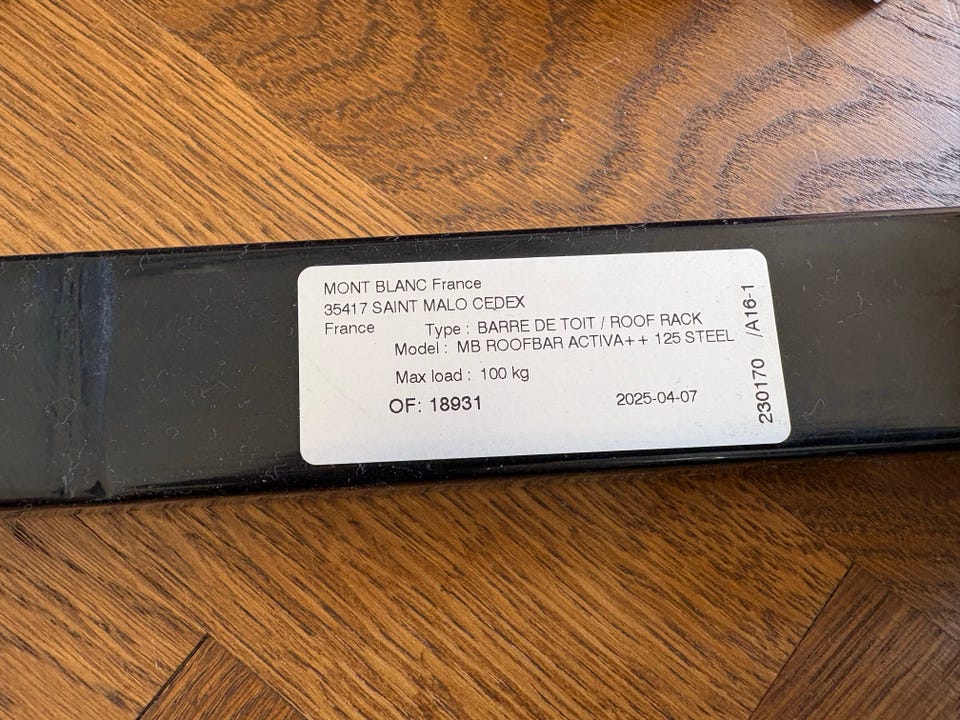 MONT BLANC France
35417 SAINT MALO CEDEX
France
Type : BARRE DE TOIT / ROOF RACK
Model : MB ROOFBAR ACTIVA++ 125 STEEL
Max load : 100 kg
OF: 18931
2025-04-07
230170 /A16-1